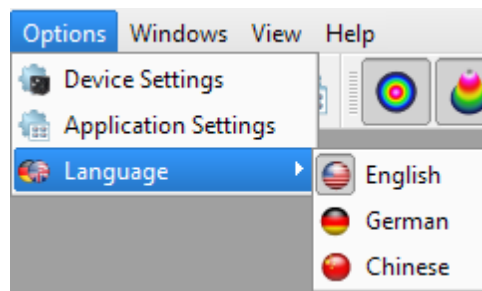 Options Windows View Help
Device Settings
Application Settings
Language
English
German
Chinese